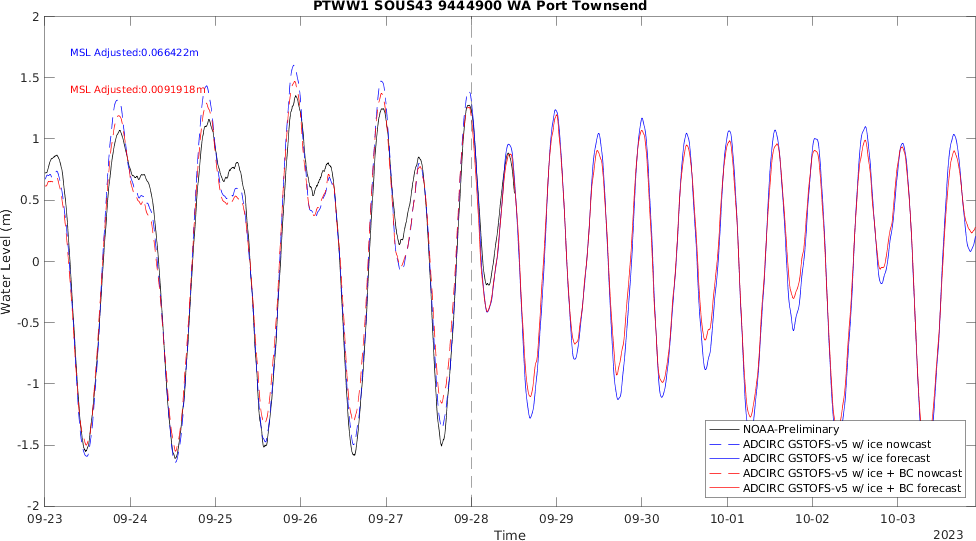 PTWW1 SOUS43 9444900 WA Port Townsend
MSL Adjusted:0.066422m
MSL Adjusted:0.0091918m
Water Level (m)
2
1.5
1
0.5
0
-0.5
-1
-1.5
-2
NOAA-Preliminary
ADCIRC GSTOFS-v5 w/ ice nowcast
ADCIRC GSTOFS-v5 w/ ice forecast
ADCIRC GSTOFS-v5 w/ ice + BC nowcast
ADCIRC GSTOFS-v5 w/ ice + BC forecast
09-23 09-24 09-25 09-26 09-27 09-28 09-29 09-30 10-01 10-02 10-03
Time
2023